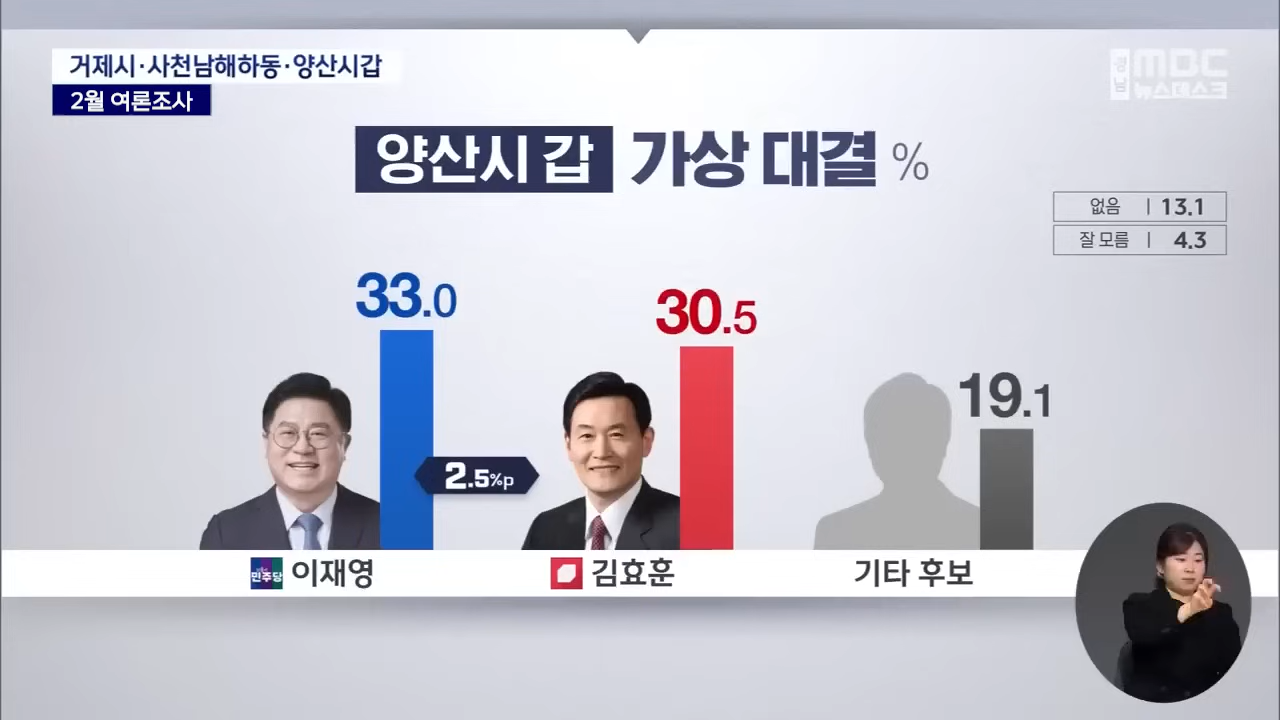 거제시·사천남해하동·양산시갑
2월 여론조사
경남 MBC
뉴스데스크
양산시 갑 가상 대결 %
없음 | 13.1
잘 모름 | 4.3
33.0
30.5
19.1
2.5%p
민주당 이재영
김효훈
기타 후보